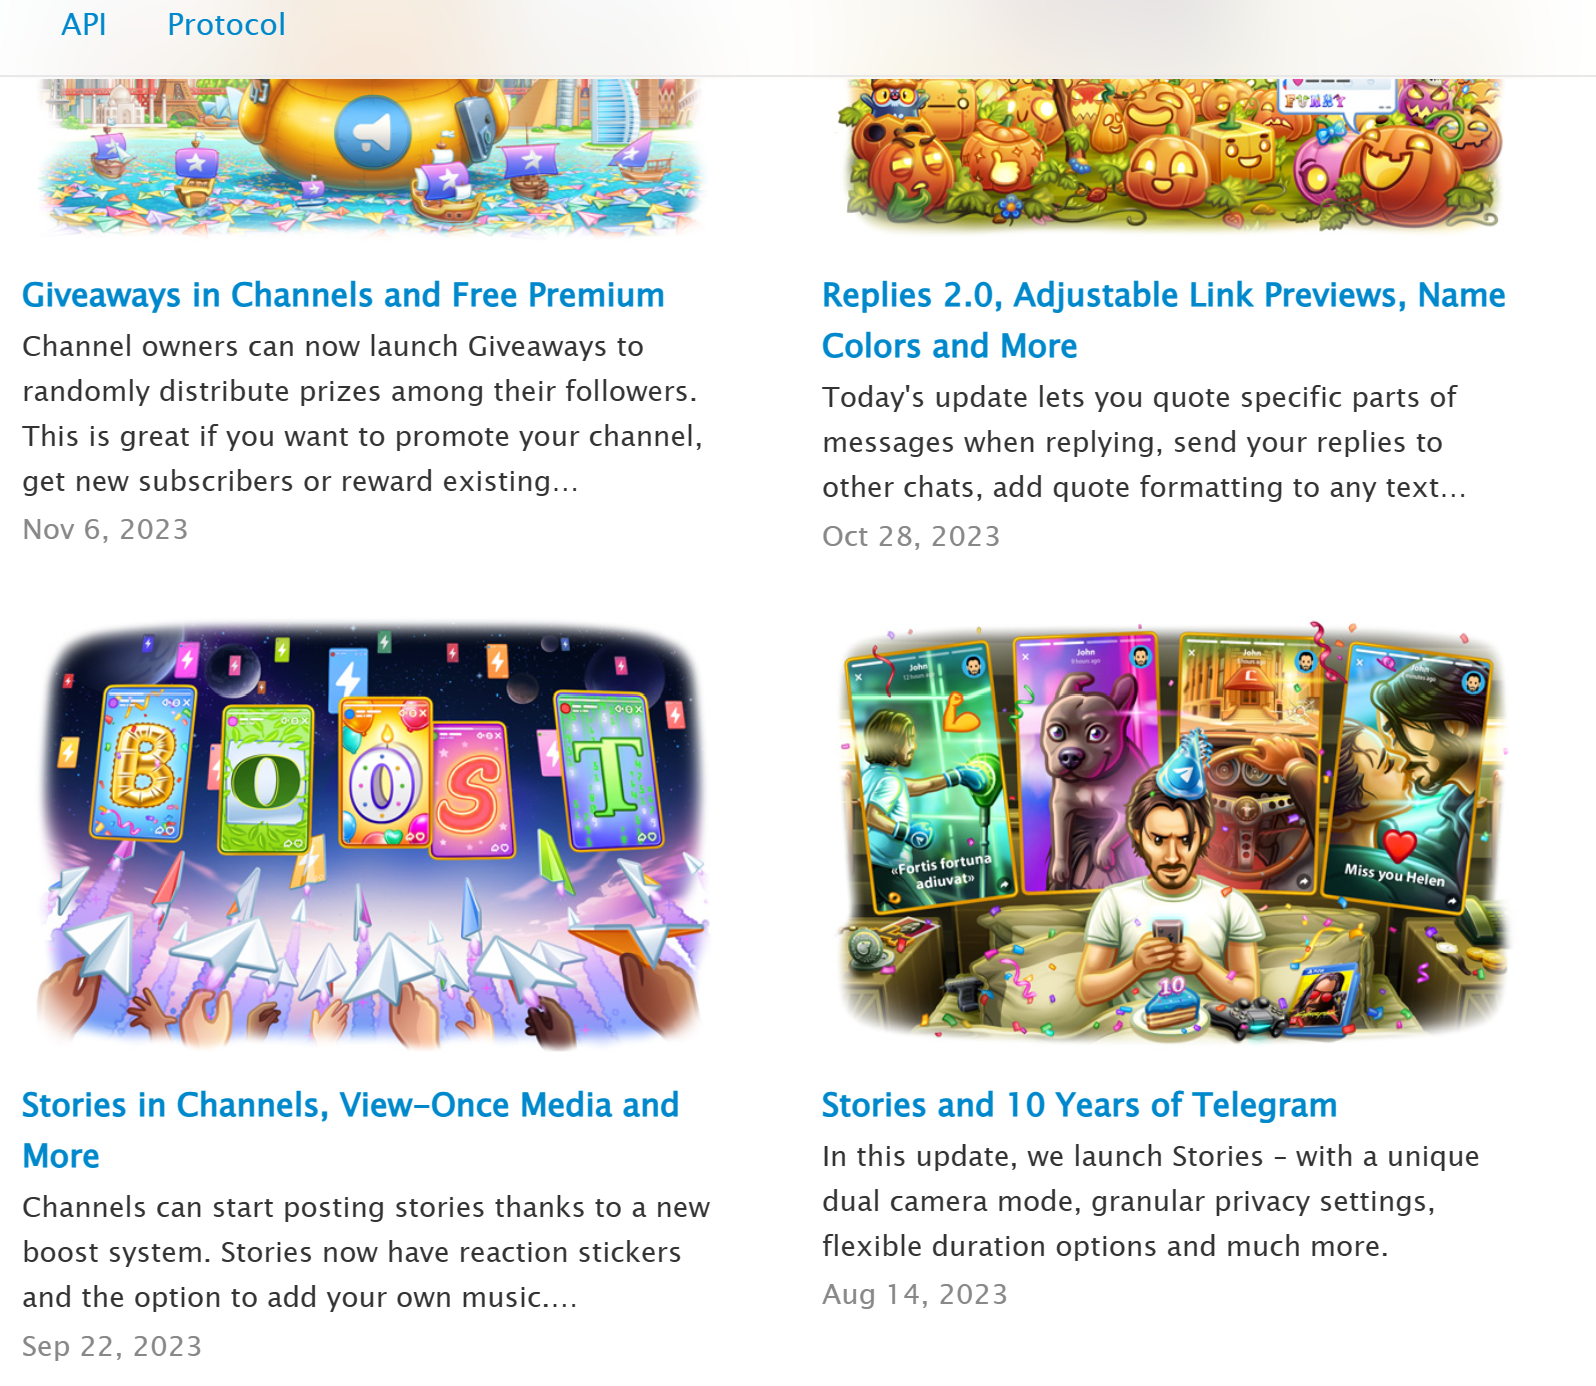 API
Protocol
FUNNY
Giveaways in Channels and Free Premium
Channel owners can now launch Giveaways to
randomly distribute prizes among their followers.
This is great if you want to promote your channel,
get new subscribers or reward existing…
Nov 6, 2023
Replies 2.0, Adjustable Link Previews, Name
Colors and More
Today's update lets you quote specific parts of
messages when replying, send your replies to
other chats, add quote formatting to any text…
Oct 28, 2023
BOOST
John
12 hours ago
«Fortis fortuna
adiuvat»
John
John
John
Miss you Helen
10
Stories in Channels, View-Once Media and
More
Channels can start posting stories thanks to a new
boost system. Stories now have reaction stickers
and the option to add your own music.…
Sep 22, 2023
Stories and 10 Years of Telegram
In this update, we launch Stories – with a unique
dual camera mode, granular privacy settings,
flexible duration options and much more.
Aug 14, 2023